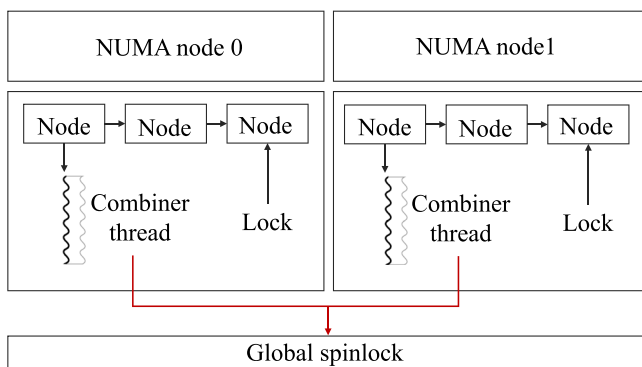 NUMA node 0
NUMA node1
Node
Node
Node
Combiner
thread
Lock
Node
Node
Node
Combiner
thread
Lock
Global spinlock